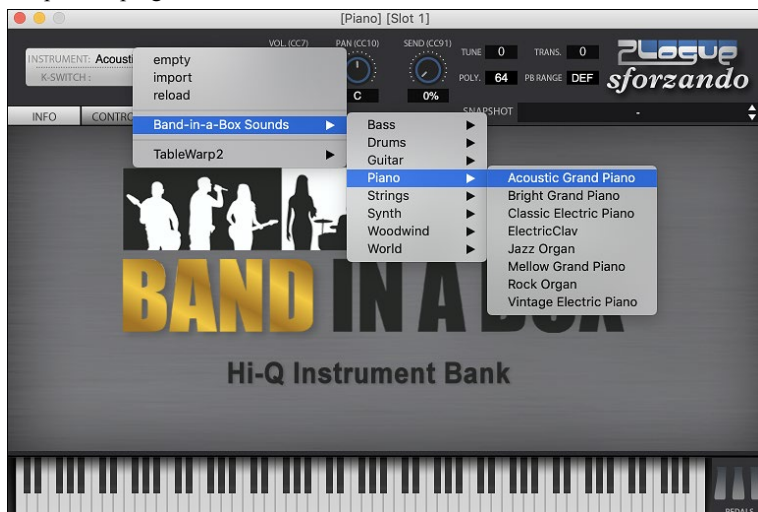 [Piano] [Slot 1]
INSTRUMENT: Acousti
K-SWITCH :
VOL. (CC7)
PAN (CC10)
C
SEND (CC91)
0%
TUNE 0 TRANS. 0
POLY. 64 PB RANGE DEF
Plogue
sforzando
SNAPSHOT -
INFO CONTRO
empty
import
reload
Band-in-a-Box Sounds
TableWarp2
Bass
Drums
Guitar
Piano
Strings
Synth
Woodwind
World
Acoustic Grand Piano
Bright Grand Piano
Classic Electric Piano
ElectricClav
Jazz Organ
Mellow Grand Piano
Rock Organ
Vintage Electric Piano
BAND IN A BOX
Hi-Q Instrument Bank
PEDALS